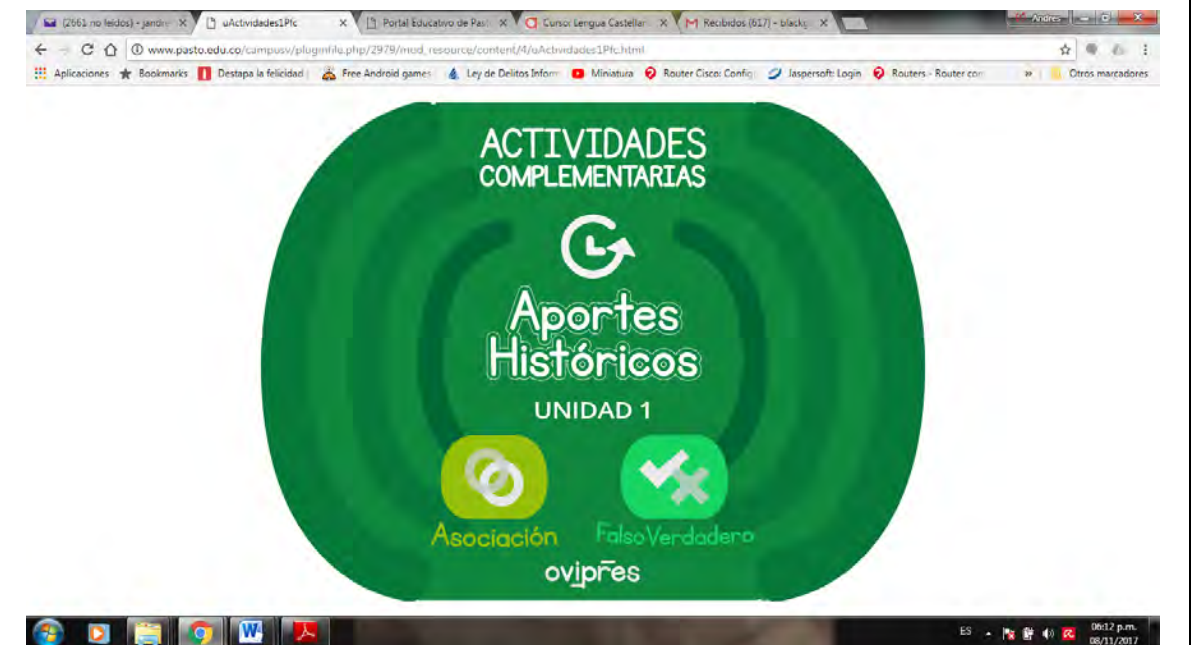 (2661 no leídos) - jandre
uActividades1Pfc
Portal Educativo de Past
Curso: Lengua Castellan
Recibidos (617) - blacky
Andres
www.pasto.edu.co/campusv/pluginfile.php/2979/mod_resource/content/4/uActividades1Pfc.html
Aplicaciones
Bookmarks
Destapa la felicidad
Free Android games
Ley de Delitos Inform
Miniatura
Router Cisco: Config
Jaspersoft: Login
Routers - Router con
»
Otros marcadores
ACTIVIDADES
COMPLEMENTARIAS
Aportes
Históricos
UNIDAD 1
Asociación
FalsoVerdadero
ovipres
ES
06:12 p.m.
08/11/2017